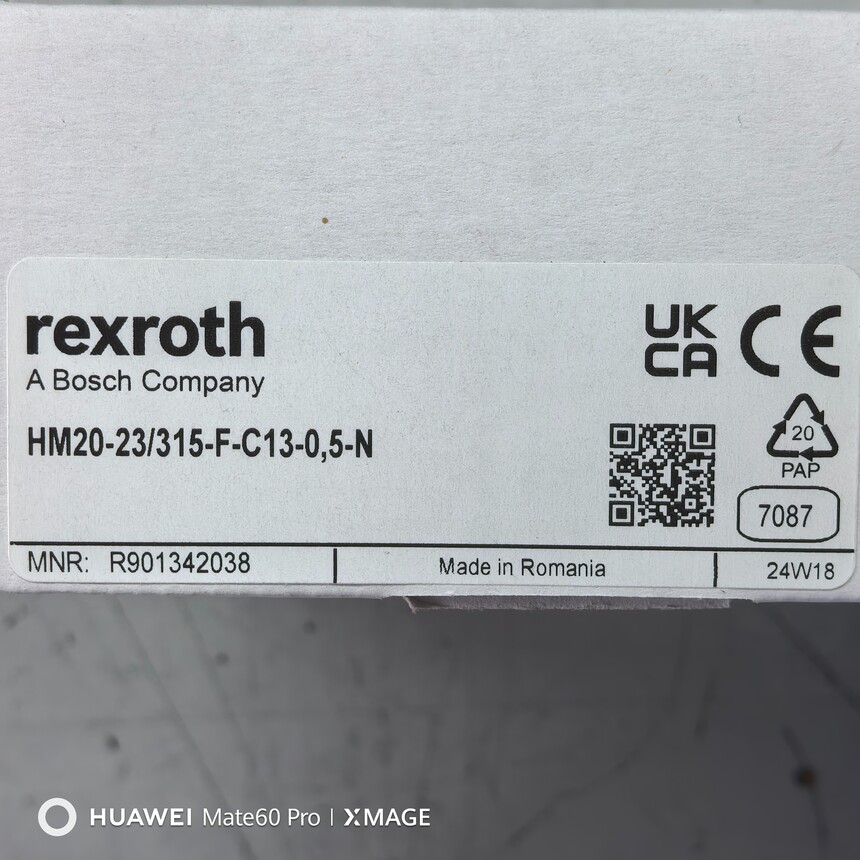 rexroth
A Bosch Company
UK
CA
CE
HM20-23/315-F-C13-0,5-N
20
PAP
7087
MNR: R901342038
Made in Romania
24W18
HUAWEI Mate60 Pro | XMAGE